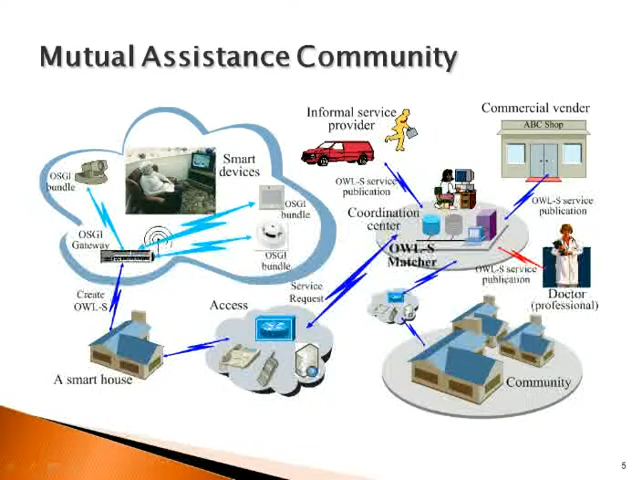 Mutual Assistance Community
Informal service
provider
Commercial vender
ABC Shop
OSGI
bundle
Smart
devices
OSGI
bundle
OWL-S service
publication
OWL-S service
publication
Coordination
center
OSGI
Gateway
OSGI
bundle
OWL-S
Matcher
OWL-S service
publication
Doctor
(professional)
Create
OWL-S
Service
Request
Access
A smart house
Community
5